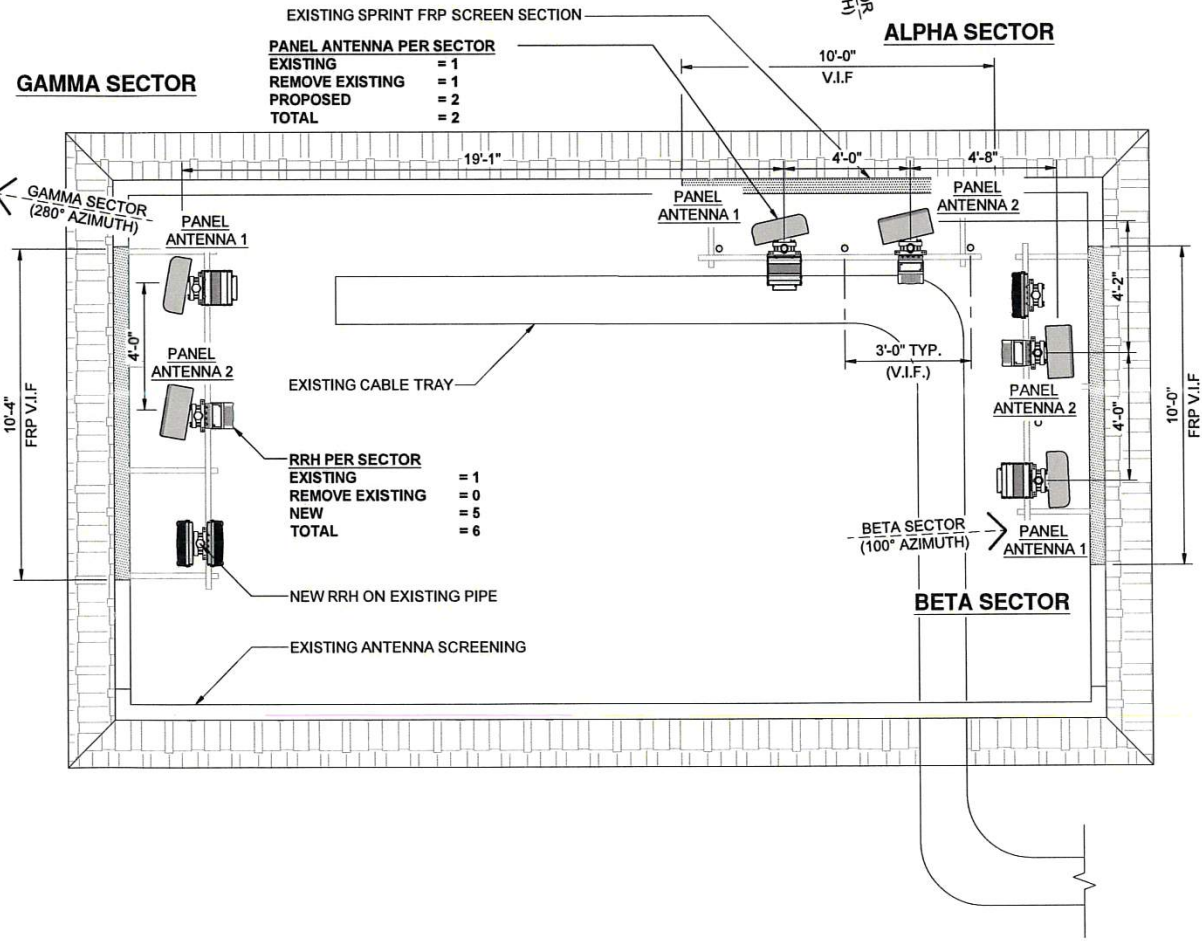 EXISTING SPRINT FRP SCREEN SECTION
ALPHA SECTOR
PANEL ANTENNA PER SECTOR
EXISTING = 1
REMOVE EXISTING = 1
PROPOSED = 2
TOTAL = 2
10'-0"
V.I.F
GAMMA SECTOR
19'-1"
4'-0"
4'-8"
GAMMA SECTOR
(280° AZIMUTH)
PANEL
ANTENNA 1
PANEL
ANTENNA 1
PANEL
ANTENNA 2
4'-2"
4'-0"
10'-4"
FRP V.I.F
PANEL
ANTENNA 2
EXISTING CABLE TRAY
3'-0" TYP.
(V.I.F.)
PANEL
ANTENNA 2
4'-0"
10'-0"
FRP V.I.F
RRH PER SECTOR
EXISTING = 1
REMOVE EXISTING = 0
NEW = 5
TOTAL = 6
BETA SECTOR
(100° AZIMUTH)
PANEL
ANTENNA 1
NEW RRH ON EXISTING PIPE
BETA SECTOR
EXISTING ANTENNA SCREENING